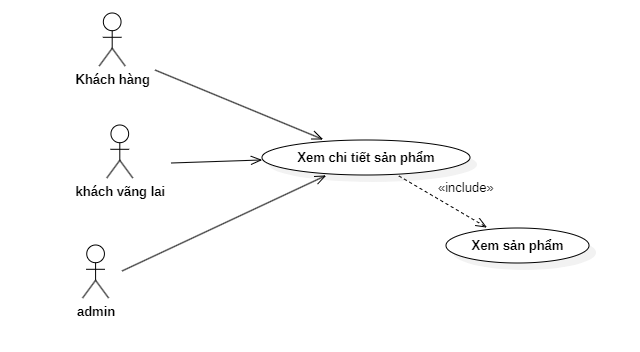 Khách hàng
khách vãng lai
Xem chi tiết sản phẩm
«include»
Xem sản phẩm
admin